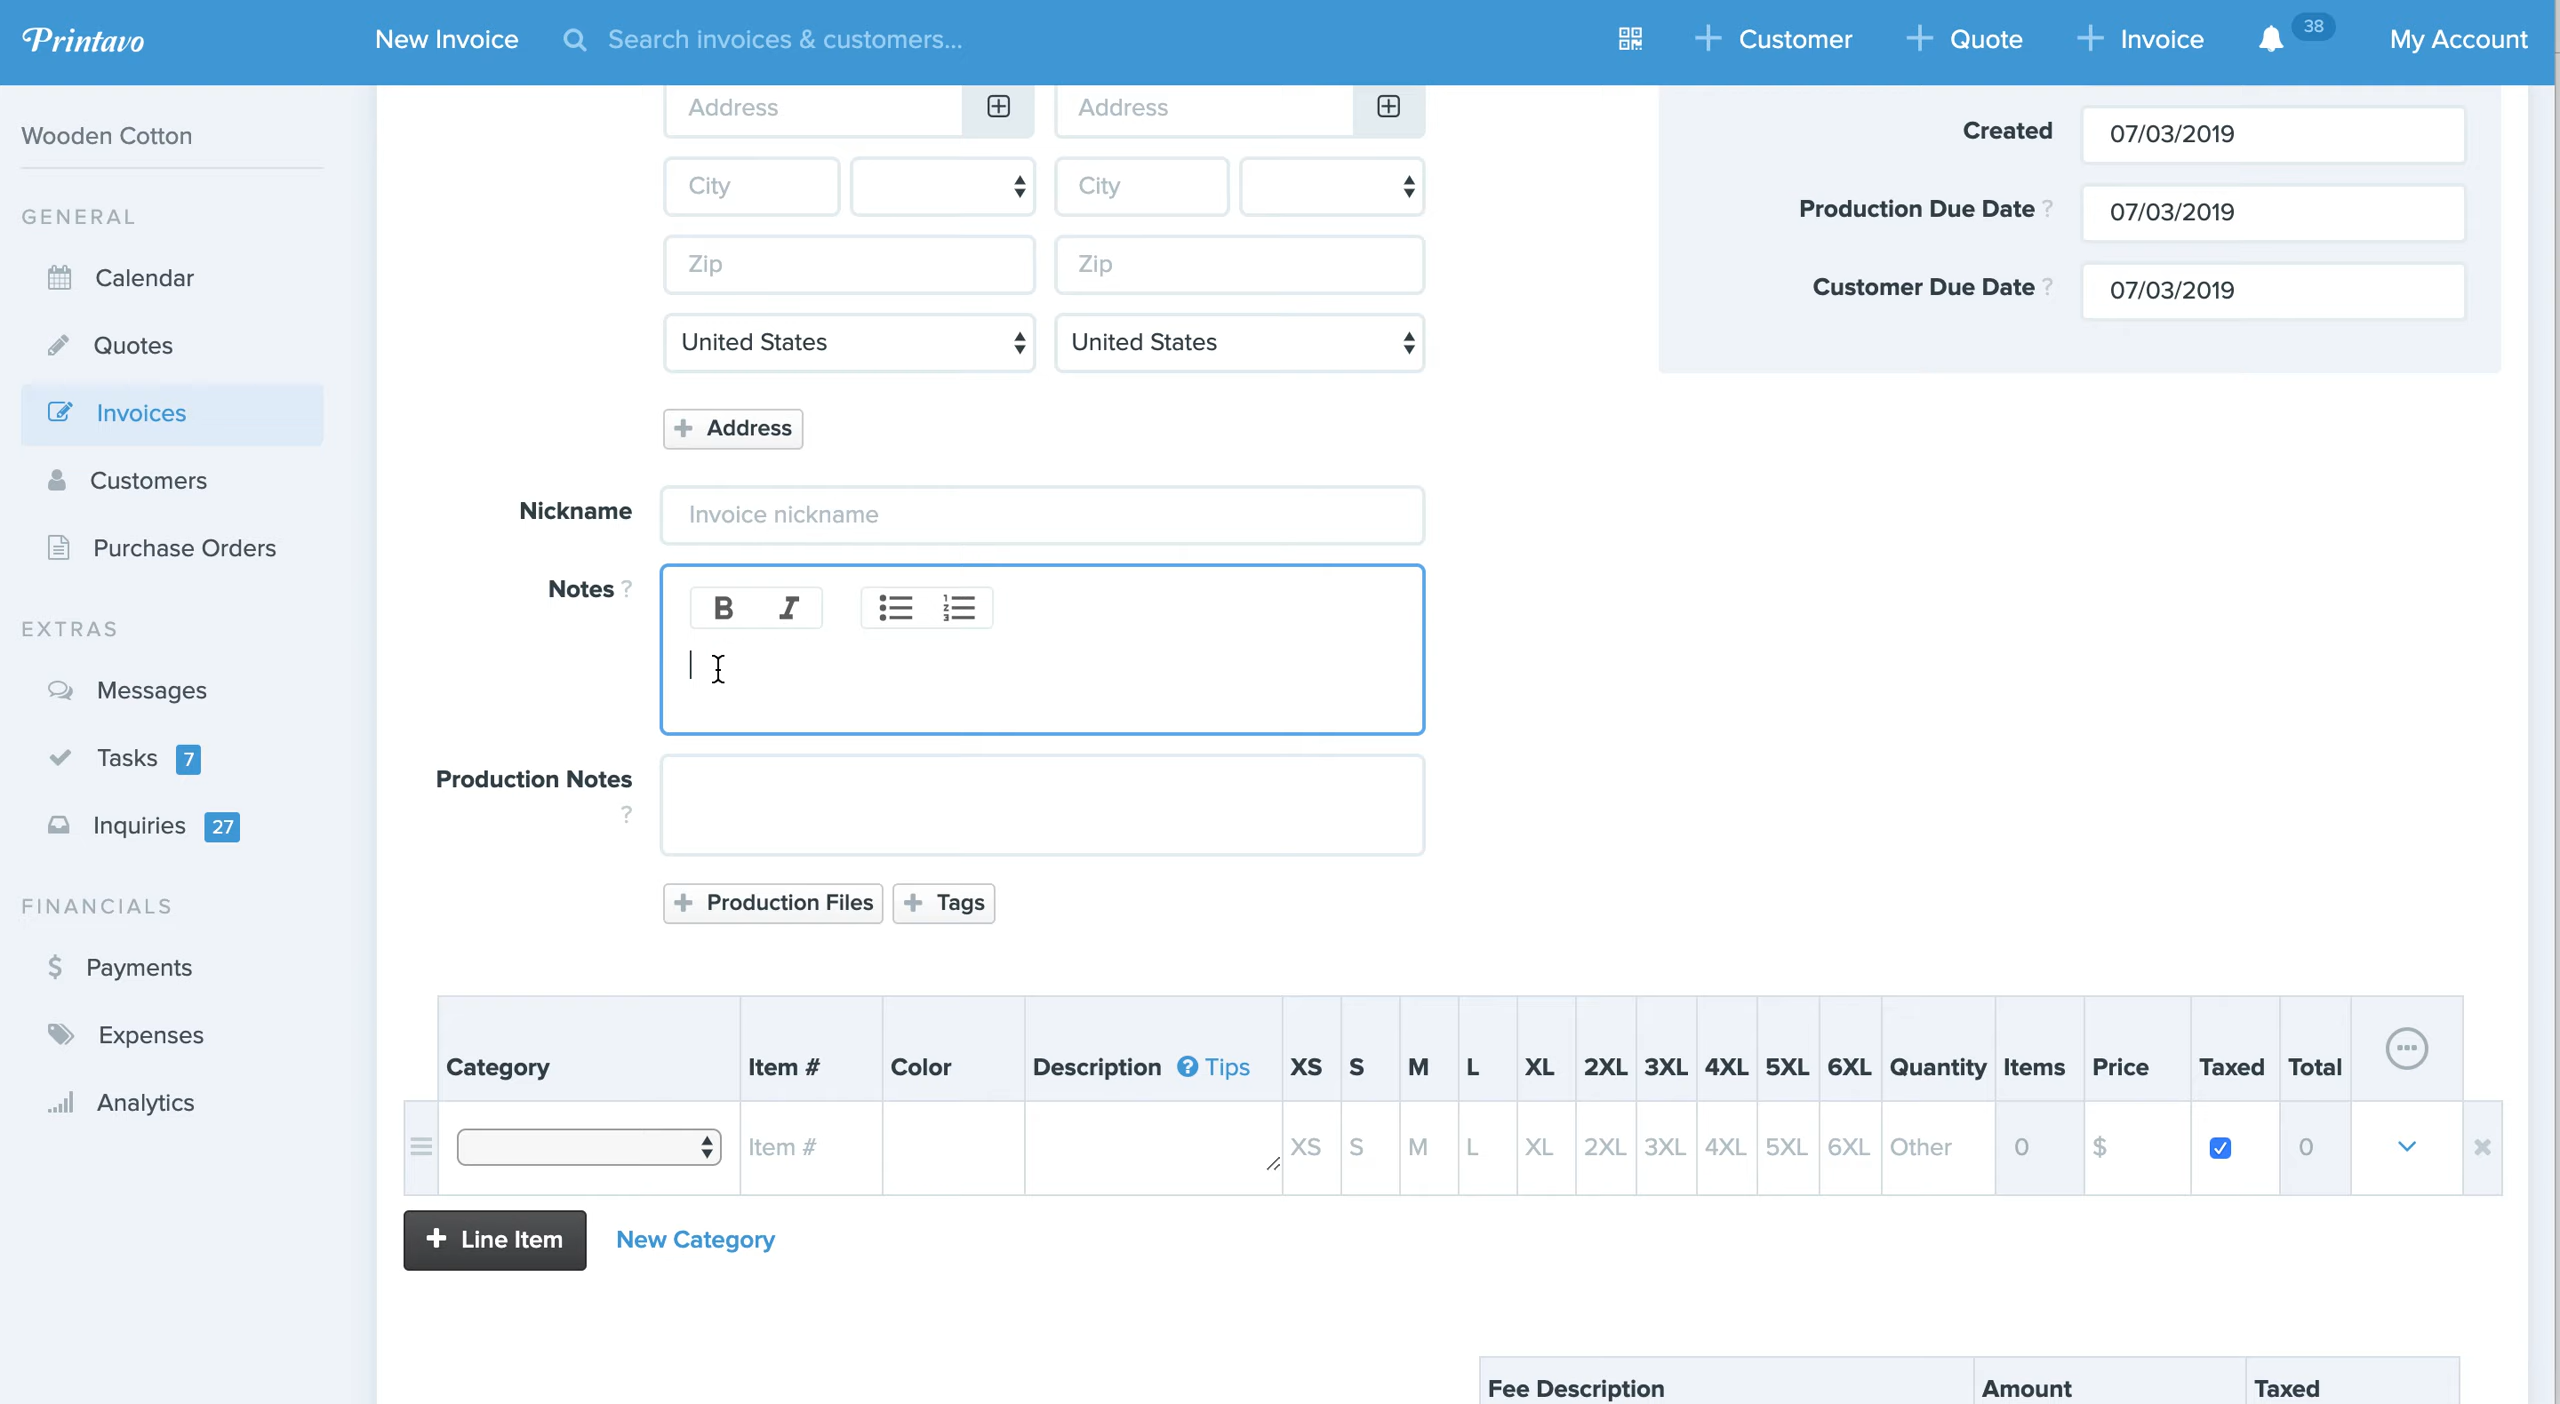 Printavo
New Invoice
Search invoices & customers...
Customer
Quote
Invoice
38
My Account
Wooden Cotton
GENERAL
Calendar
Quotes
Invoices
Customers
Purchase Orders
EXTRAS
Messages
Tasks 7
Inquiries 27
FINANCIALS
Payments
Expenses
Analytics
Address
Address
City
City
Zip
Zip
United States
United States
+ Address
Created 07/03/2019
Production Due Date ? 07/03/2019
Customer Due Date ? 07/03/2019
Nickname Invoice nickname
Notes ?
B I
Production Notes
?
+ Production Files
+ Tags
Category Item # Color Description ? Tips XS S M L XL 2XL 3XL 4XL 5XL 6XL Quantity Items Price Taxed Total
Item # XS S M L XL 2XL 3XL 4XL 5XL 6XL Other 0 $ 0
+ Line Item
New Category
Fee Description Amount Taxed